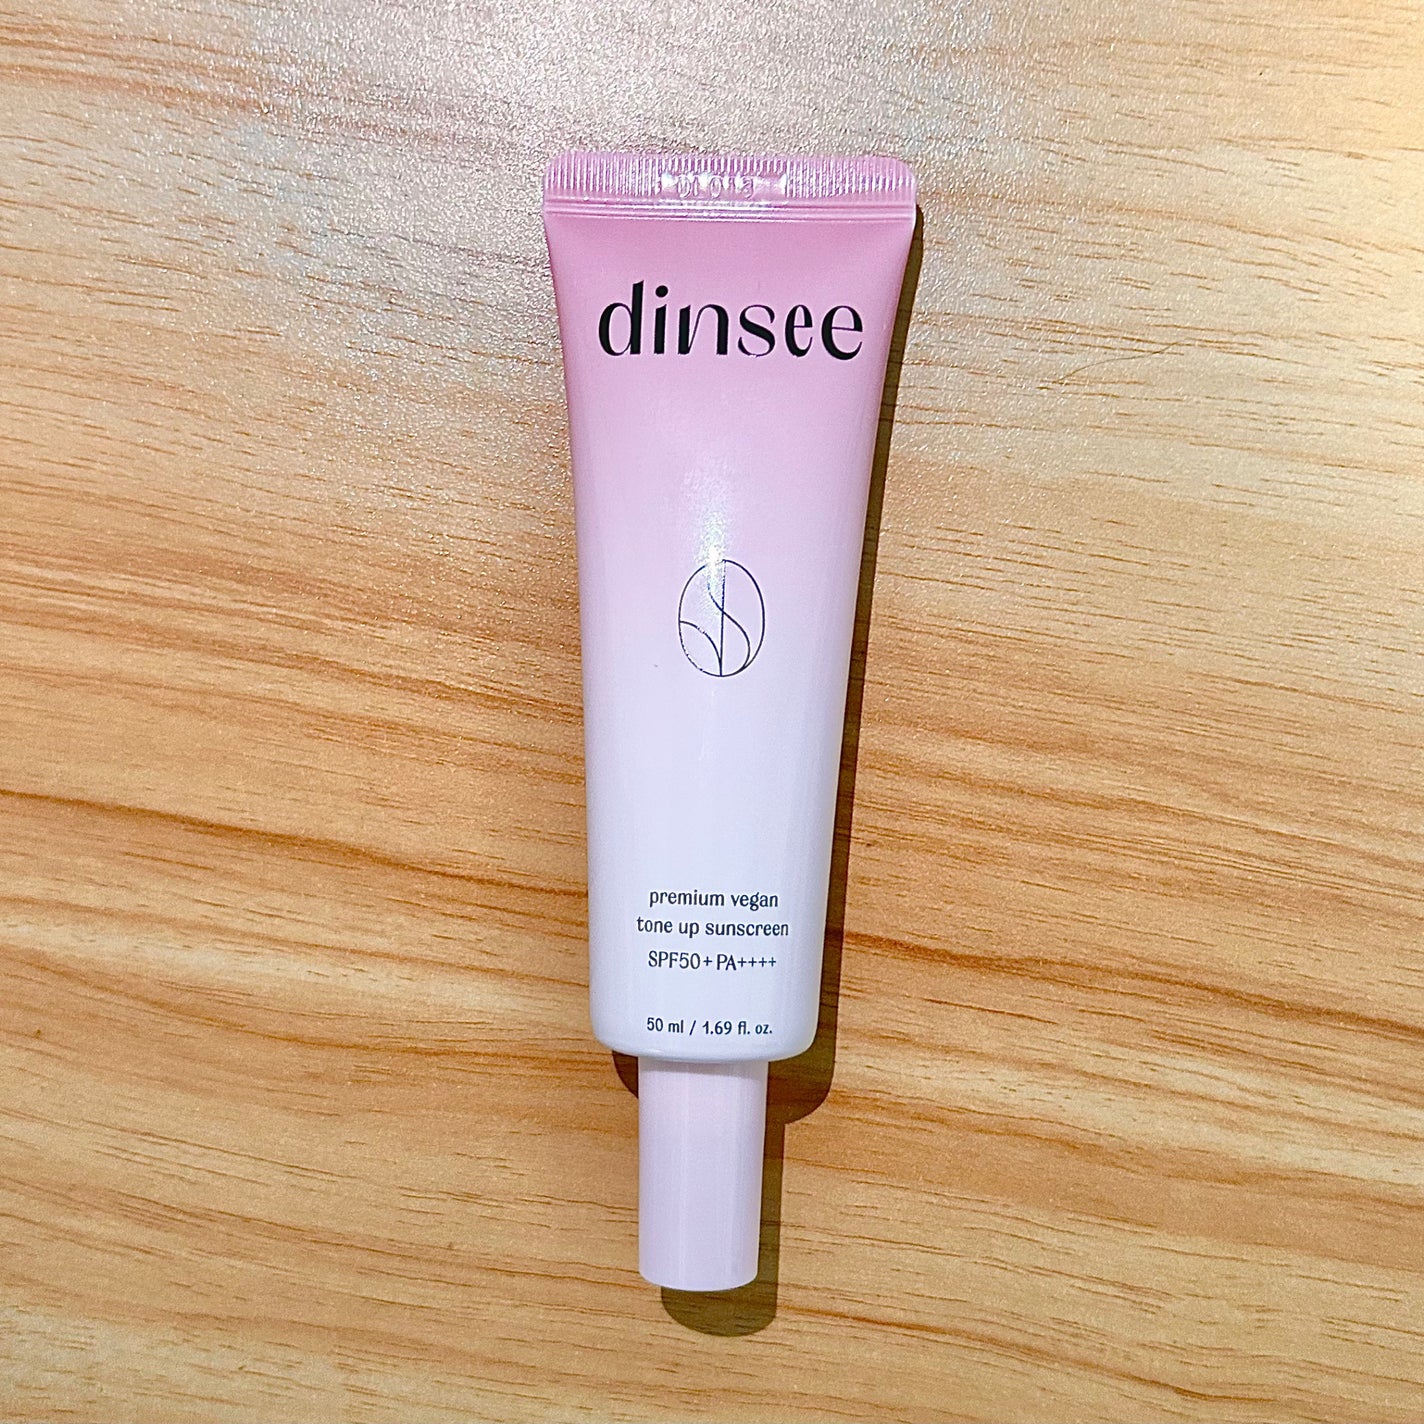 dinsee
premium vegan
tone up sunscreen
SPF50+ PA++++
50 ml / 1.69 fl. oz.